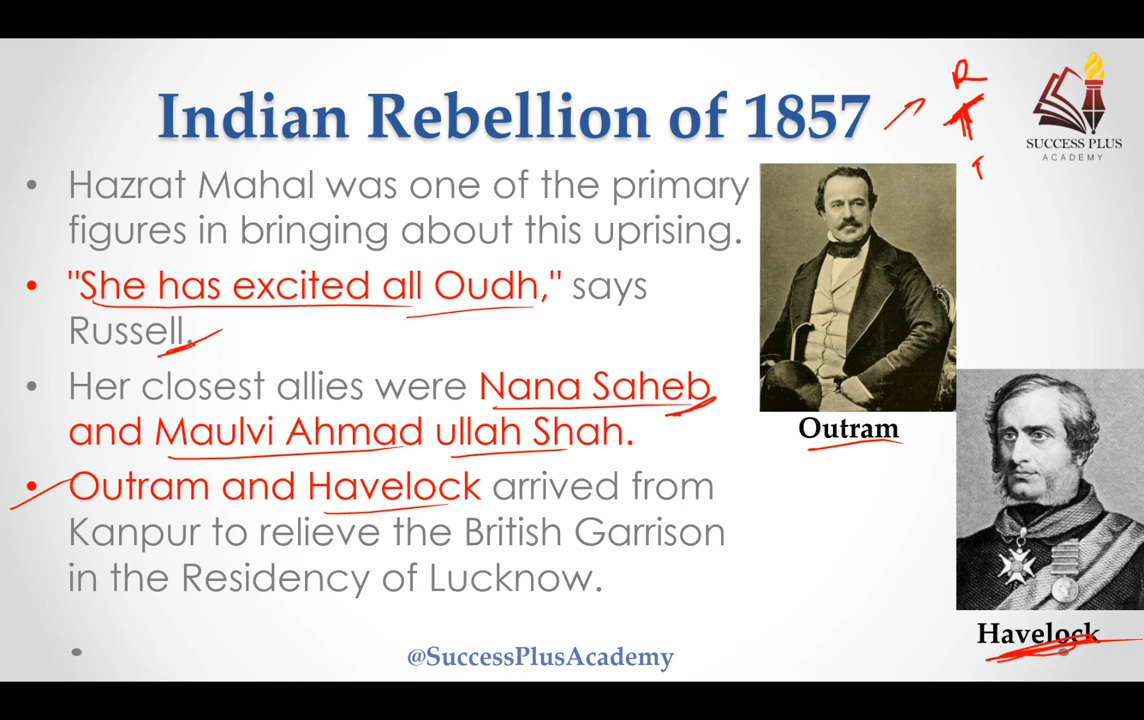 Indian Rebellion of 1857
R
T
SUCCESS PLUS
ACADEMY
• Hazrat Mahal was one of the primary
figures in bringing about this uprising.
• "She has excited all Oudh," says
Russell.
• Her closest allies were Nana Saheb
and Maulvi Ahmad ullah Shah.
• Outram and Havelock arrived from
Kanpur to relieve the British Garrison
in the Residency of Lucknow.
Outram
Havelock
@SuccessPlusAcademy